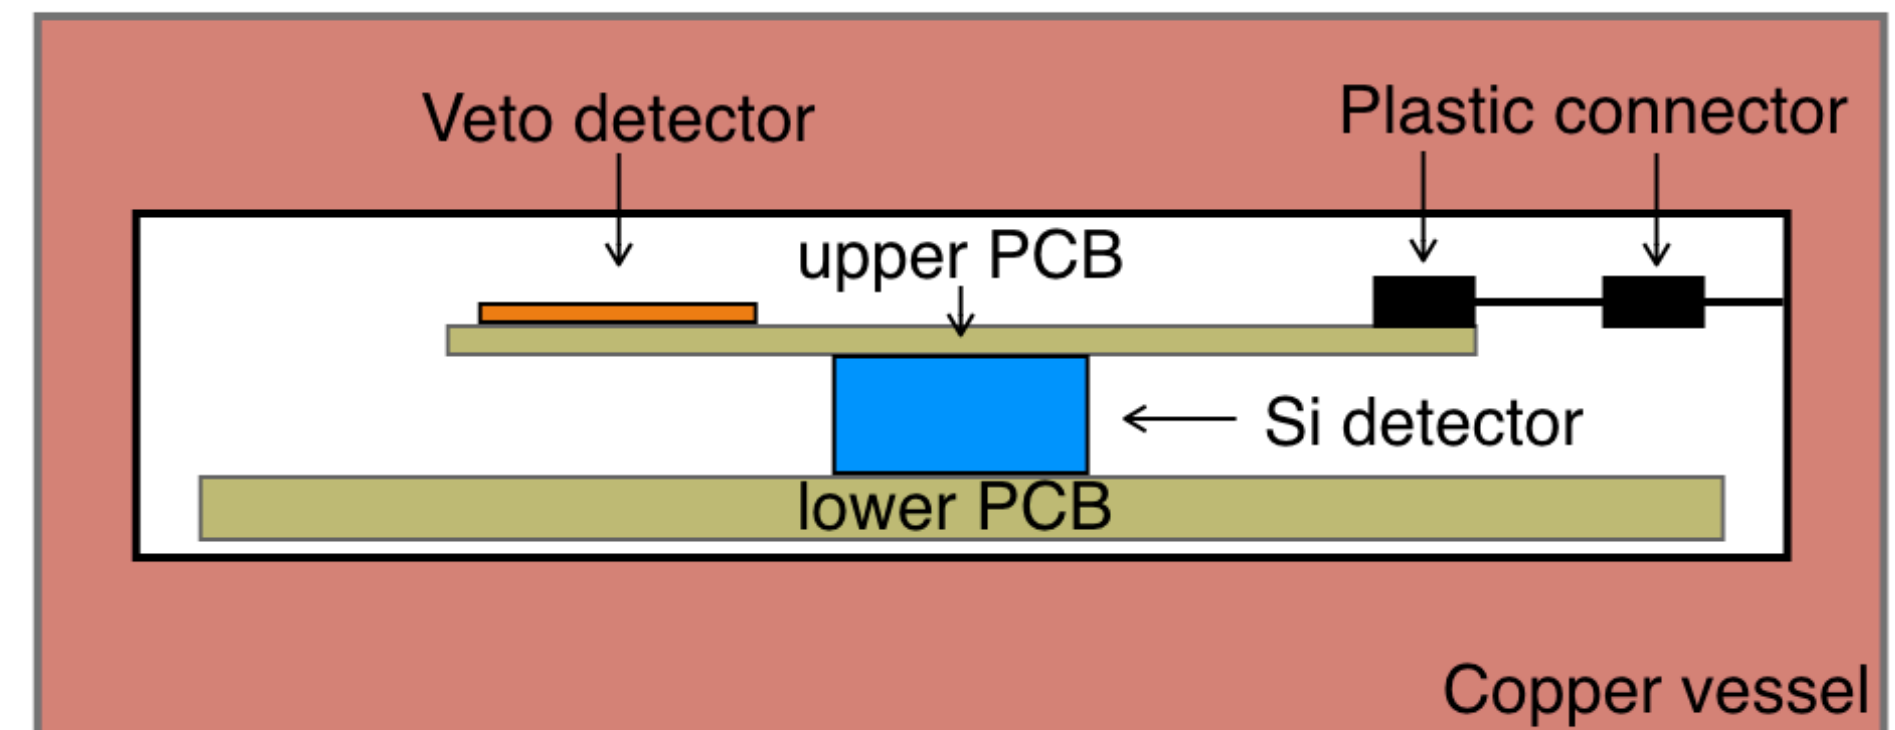 Veto detector
Plastic connector
upper PCB
Si detector
lower PCB
Copper vessel